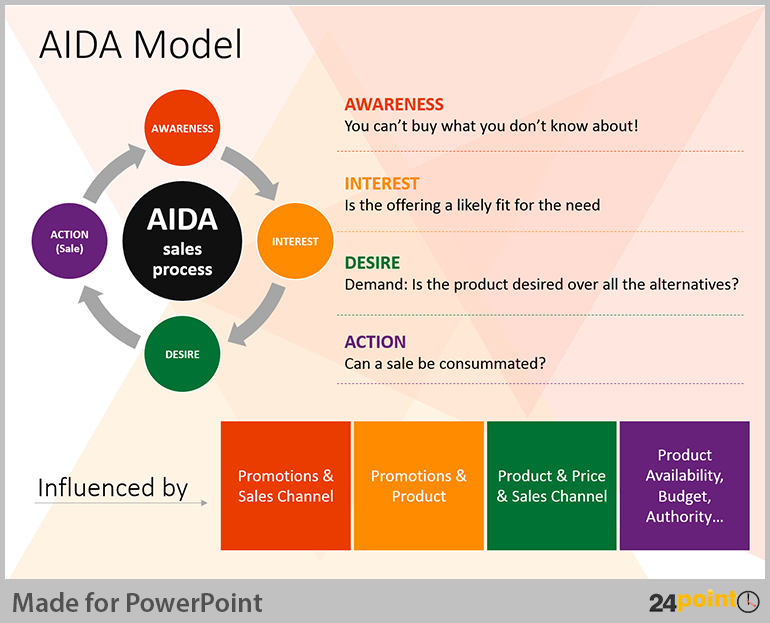 AIDA Model
AWARENESS
INTEREST
DESIRE
ACTION
(Sale)
AIDA
sales
process
AWARENESS
You can’t buy what you don’t know about!
INTEREST
Is the offering a likely fit for the need
DESIRE
Demand: Is the product desired over all the alternatives?
ACTION
Can a sale be consummated?
Influenced by
Promotions &
Sales Channel
Promotions &
Product
Product & Price
& Sales Channel
Product
Availability,
Budget,
Authority…
Made for PowerPoint
24point